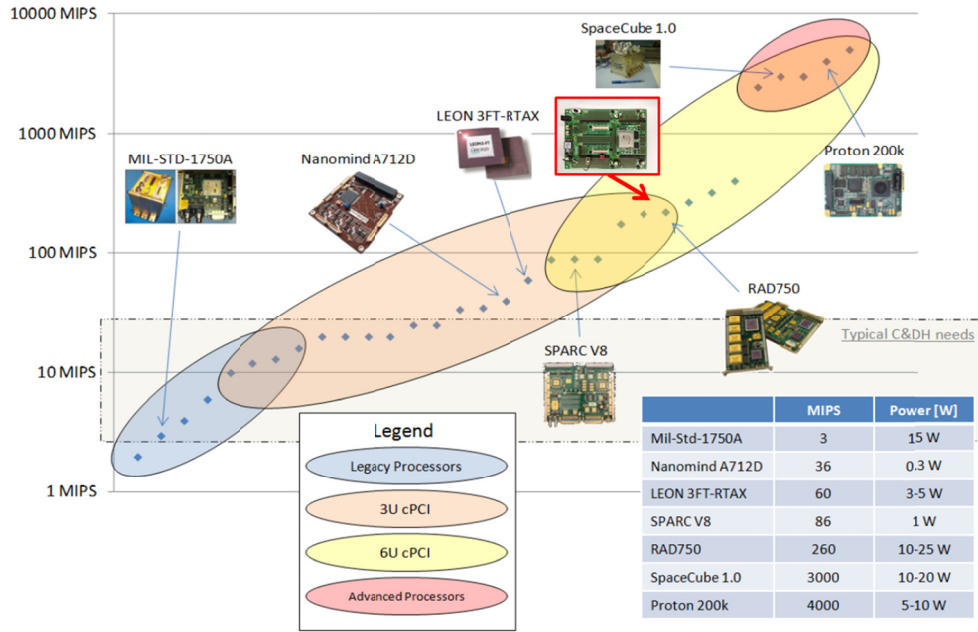 10000 MIPS
1000 MIPS
100 MIPS
10 MIPS
1 MIPS
SpaceCube 1.0
LEON 3FT-RTAX
MIL-STD-1750A
Nanomind A712D
Proton 200k
RAD750
SPARC V8
Typical C&DH needs
Legend
Legacy Processors
3U cPCI
6U cPCI
Advanced Processors
MIPS Power [W]
Mil-Std-1750A 3 15 W
Nanomind A712D 36 0.3 W
LEON 3FT-RTAX 60 3-5 W
SPARC V8 86 1 W
RAD750 260 10-25 W
SpaceCube 1.0 3000 10-20 W
Proton 200k 4000 5-10 W